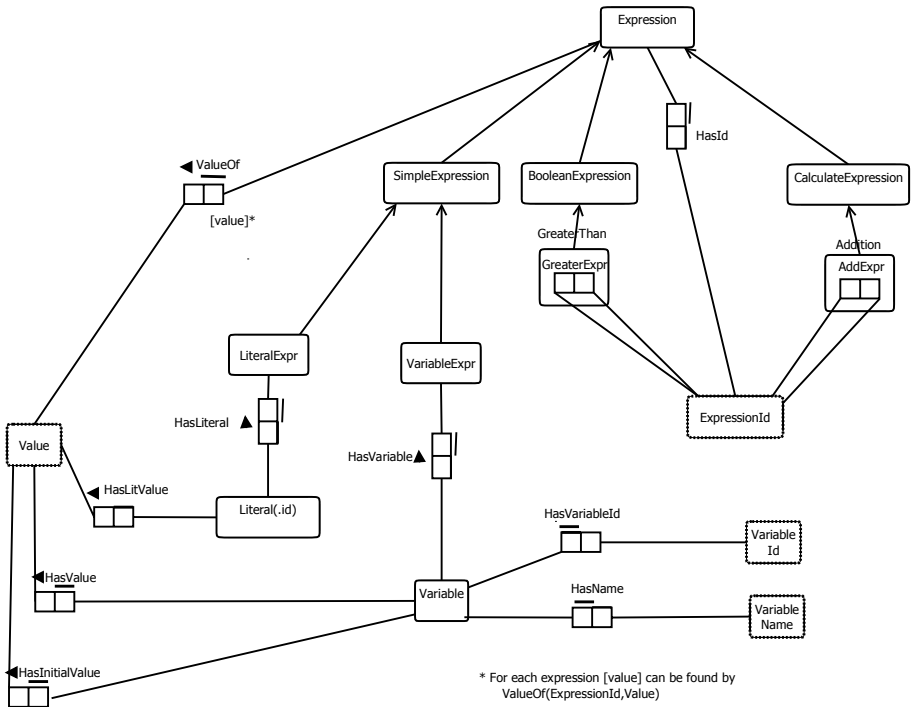 Expression
HasId
ValueOf
[value]*
SimpleExpression
BooleanExpression
CalculateExpression
GreaterThan
GreaterExpr
Addition
AddExpr
LiteralExpr
VariableExpr
ExpressionId
HasLiteral
Value
HasVariable
HasLitValue
Literal(.id)
HasVariableId
Variable
Id
HasValue
Variable
HasName
Variable
Name
HasInitialValue
* For each expression [value] can be found by
ValueOf(ExpressionId,Value)